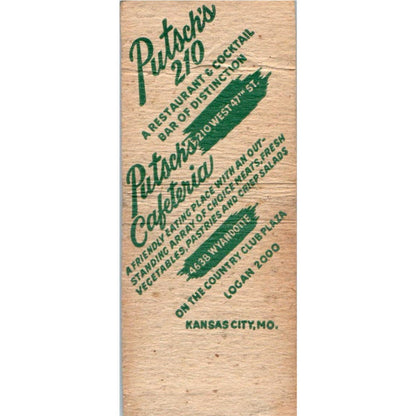 Putsch's
210
A RESTAURANT & COCKTAIL
BAR OF DISTINCTION
210 WEST 47TH ST.
Putsch's
Cafeteria
A FRIENDLY EATING PLACE WITH AN OUT-
STANDING ARRAY OF CHOICE MEATS, FRESH
VEGETABLES, PASTRIES AND CRISP SALADS
4638 WYANDOTTE
ON THE COUNTRY CLUB PLAZA
LOGAN 2000
KANSAS CITY, MO.